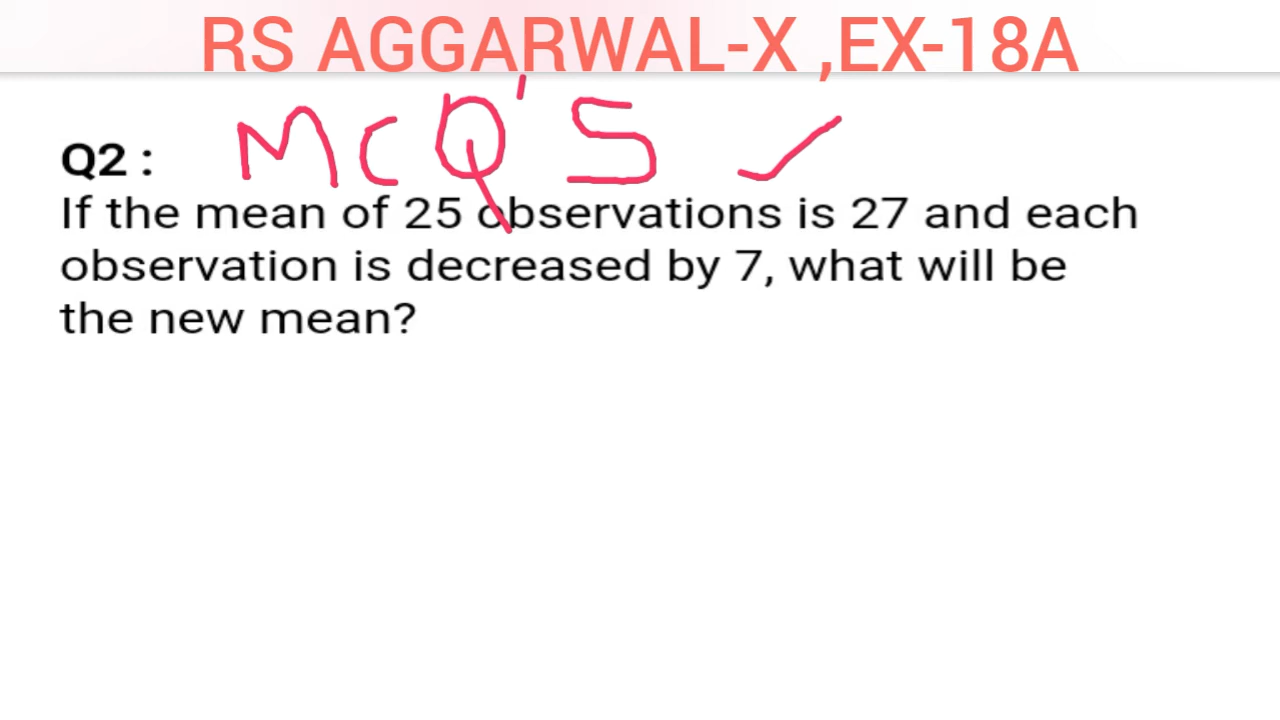 RS AGGARWAL-X ,EX-18A
MCQ'S
Q2 :
If the mean of 25 observations is 27 and each
observation is decreased by 7, what will be
the new mean?